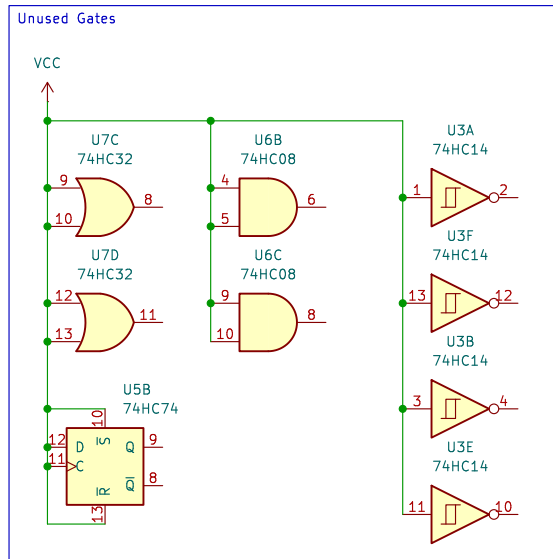 Unused Gates
VCC
U7C
74HC32
9
10
8
U6B
74HC08
4
5
6
U3A
74HC14
1
2
U7D
74HC32
12
13
11
U6C
74HC08
9
10
8
U3F
74HC14
13
12
U3B
74HC14
3
4
U5B
74HC74
10
12
11
D
C
S̅
R̅
Q
Q̅
9
8
13
U3E
74HC14
11
10